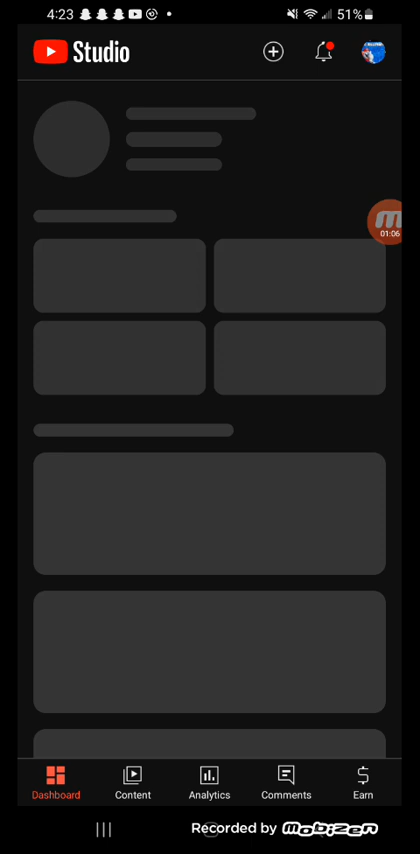 4:23
51%
Studio
01:06
Dashboard
Content
Analytics
Comments
Earn
Recorded by Mobizen